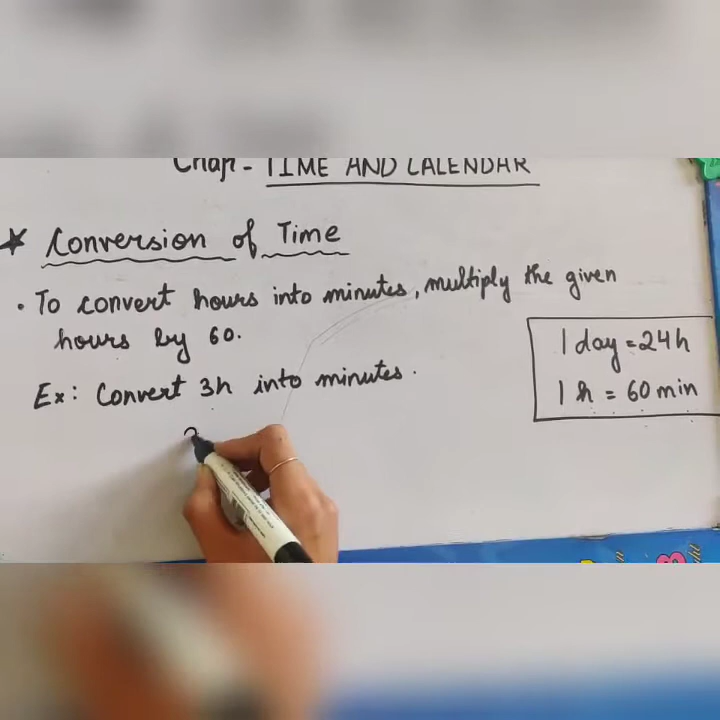 Chap - TIME AND CALENDAR
★ Conversion of Time
• To convert hours into minutes, multiply the given
hours by 60.
Ex: Convert 3h into minutes.
1 day = 24h
1 h = 60 min